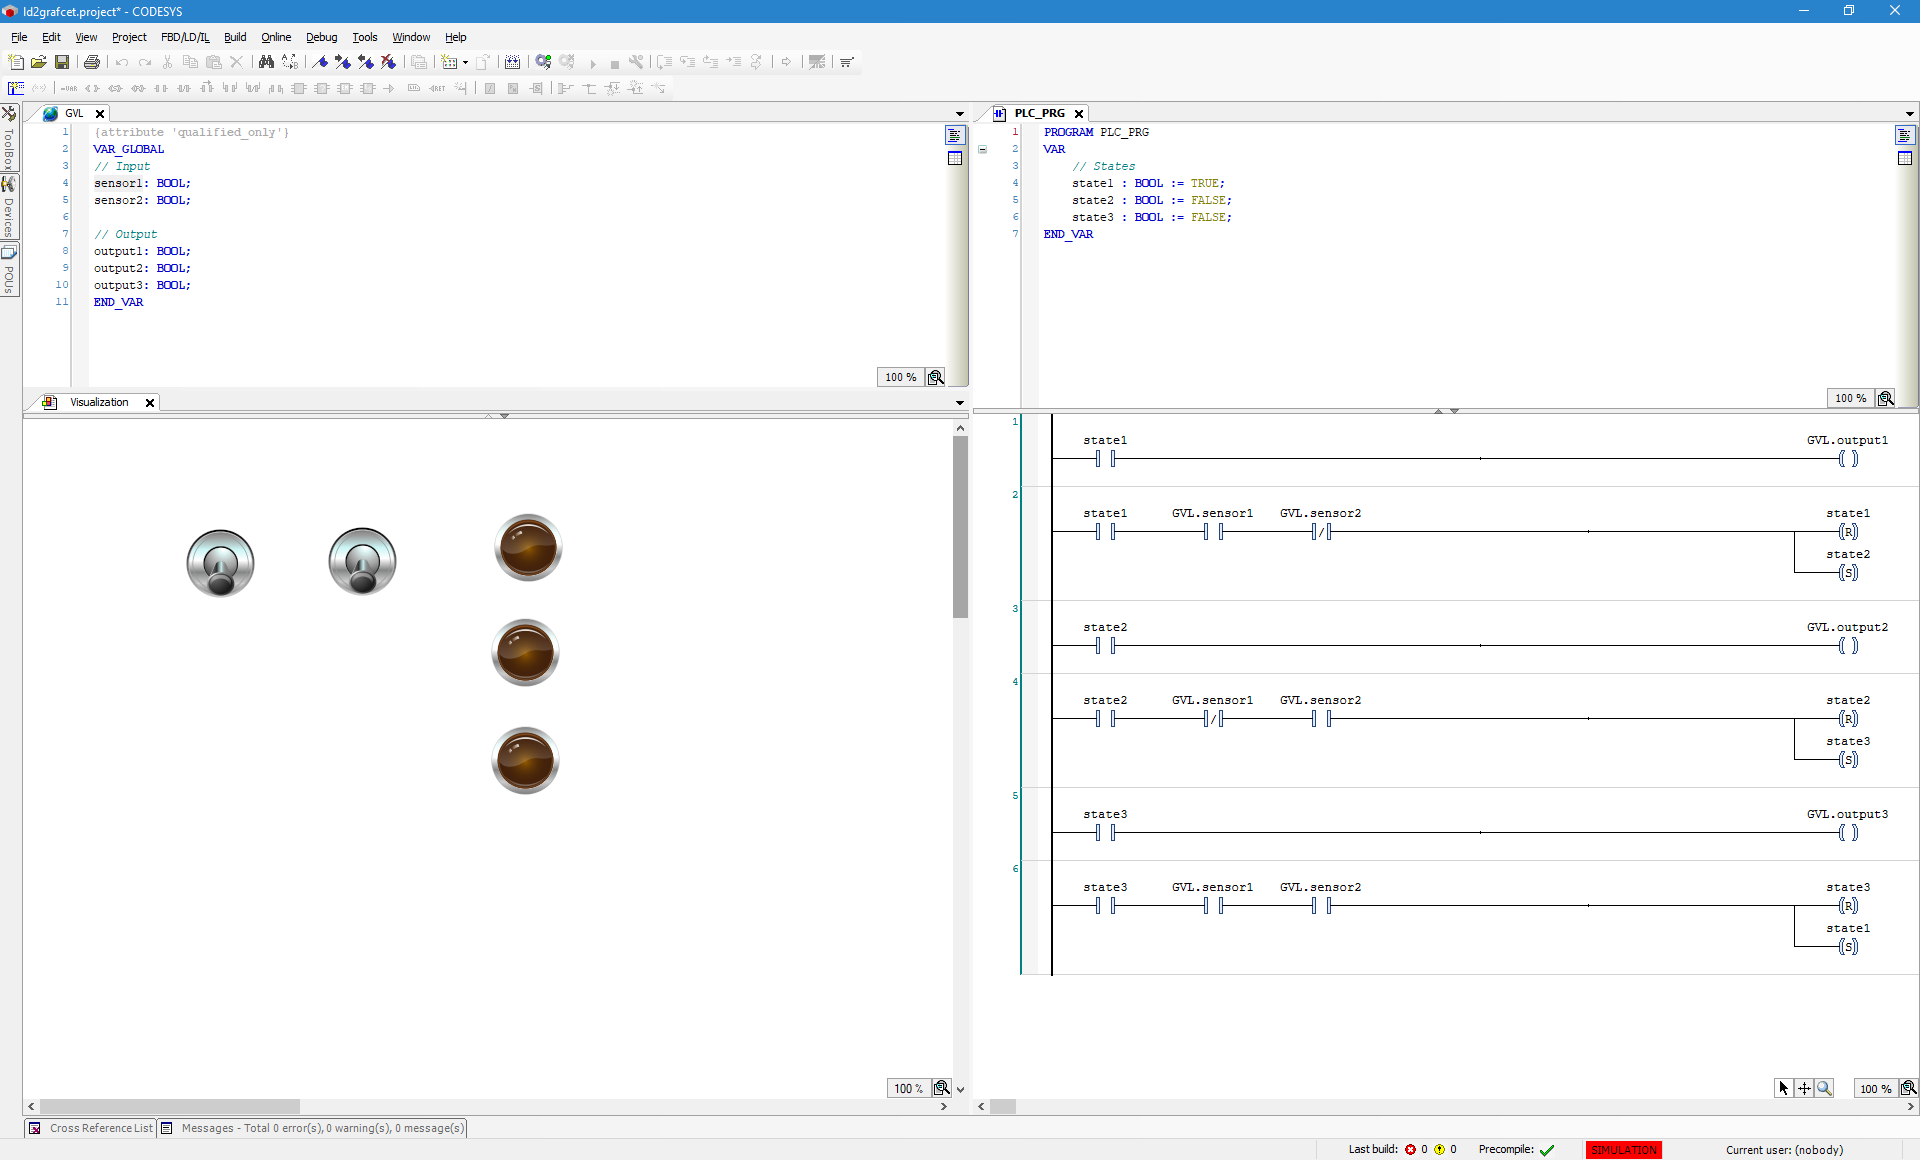 ld2grafcet.project* - CODESYS
File Edit View Project FBD/LD/IL Build Online Debug Tools Window Help
ToolBox
Devices
POUs
GVL
1 {attribute 'qualified_only'}
2 VAR_GLOBAL
3 // Input
4 sensor1: BOOL;
5 sensor2: BOOL;
6
7 // Output
8 output1: BOOL;
9 output2: BOOL;
10 output3: BOOL;
11 END_VAR
100 %
Visualization
100 %
PLC_PRG
1 PROGRAM PLC_PRG
2 VAR
3 // States
4 state1 : BOOL := TRUE;
5 state2 : BOOL := FALSE;
6 state3 : BOOL := FALSE;
7 END_VAR
100 %
1
state1 GVL.output1
2
state1 GVL.sensor1 GVL.sensor2 state1
/ R
state2
S
3
state2 GVL.output2
4
state2 GVL.sensor1 GVL.sensor2 state2
/ R
state3
S
5
state3 GVL.output3
6
state3 GVL.sensor1 GVL.sensor2 state3
R
state1
S
100 %
Cross Reference List Messages - Total 0 error(s), 0 warning(s), 0 message(s)
Last build: 0 0 Precompile: SIMULATION Current user: (nobody)